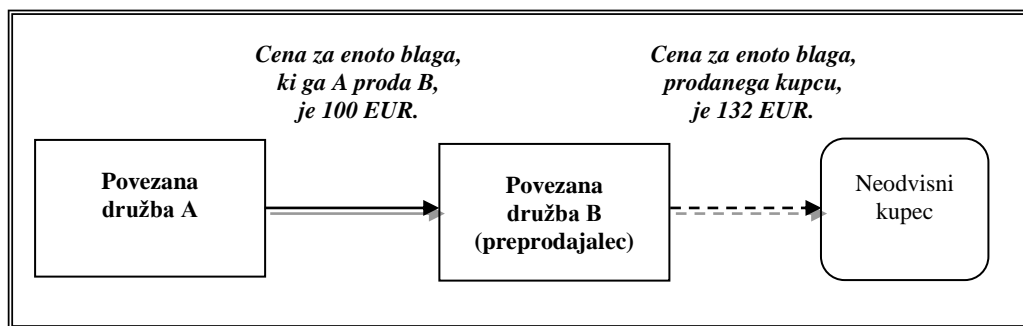 Cena za enoto blaga,
ki ga A proda B,
je 100 EUR.
Cena za enoto blaga,
prodanega kupcu,
je 132 EUR.
Povezana
družba A
Povezana
družba B
(preprodajalec)
Neodvisni
kupec